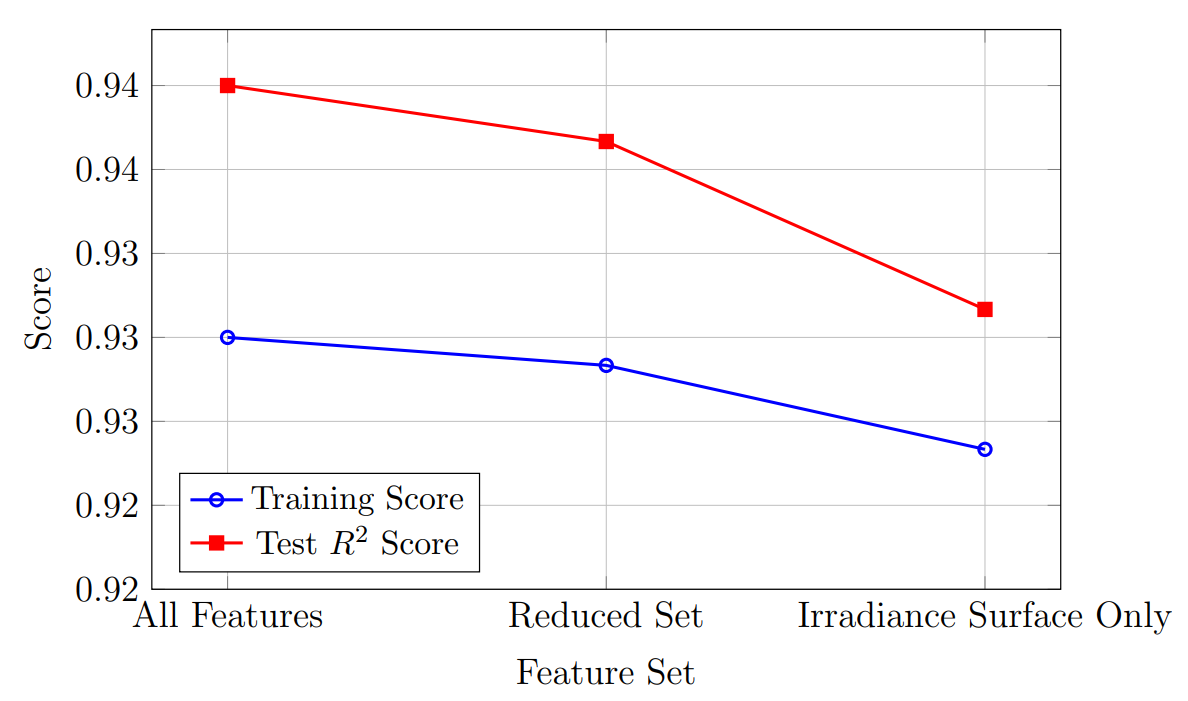 0.94
0.94
0.93
0.93
0.93
0.92
0.92
Score
Training Score
Test R² Score
All Features
Reduced Set
Irradiance Surface Only
Feature Set